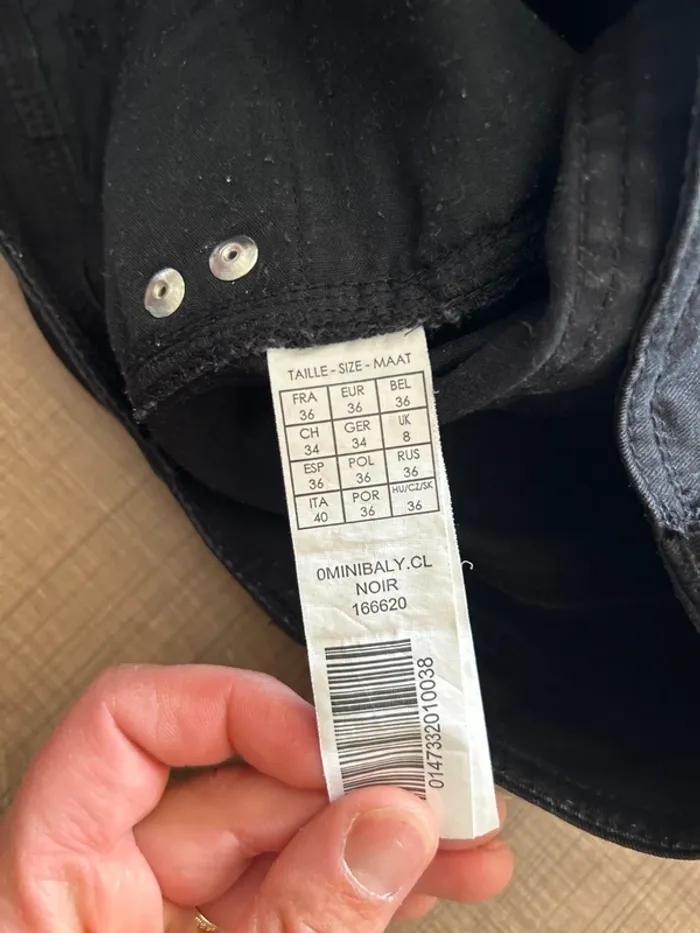 TAILLE - SIZE - MAAT
FRA EUR BEL
36 36 36
CH GER UK
34 34 8
ESP POL RUS
36 36 36
ITA POR HU/CZ/SK
40 36 36
0MINIBALY.CL
NOIR
166620
0147332010038